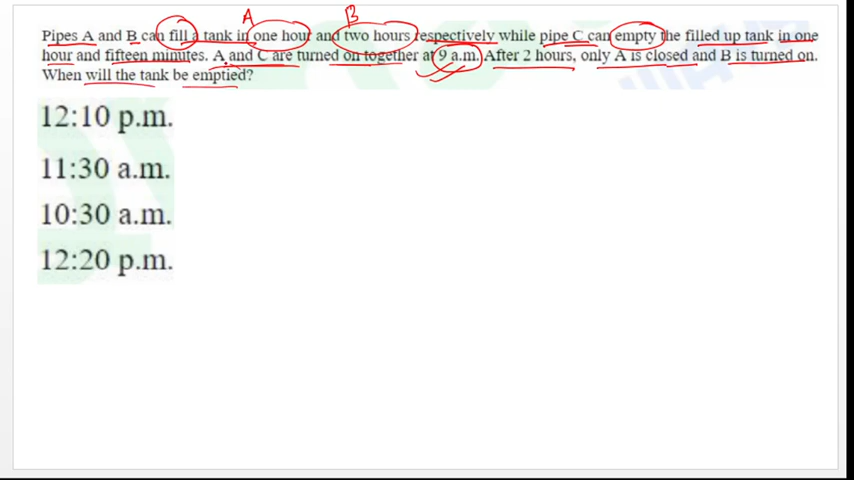 A
B
Pipes A and B can fill a tank in one hour and two hours respectively while pipe C can empty the filled up tank in one
hour and fifteen minutes. A and C are turned on together at 9 a.m. After 2 hours, only A is closed and B is turned on.
When will the tank be emptied?
12:10 p.m.
11:30 a.m.
10:30 a.m.
12:20 p.m.